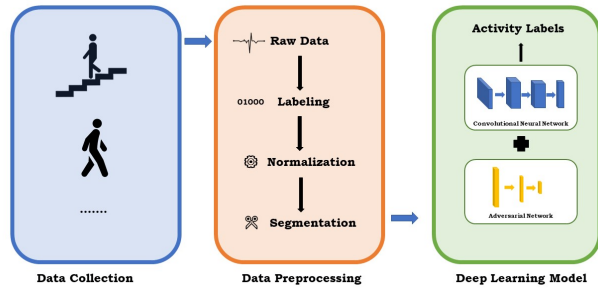 .......
Data Collection
Raw Data
01000 Labeling
Normalization
Segmentation
Data Preprocessing
Activity Labels
Convolutional Neural Network
Adversarial Network
Deep Learning Model